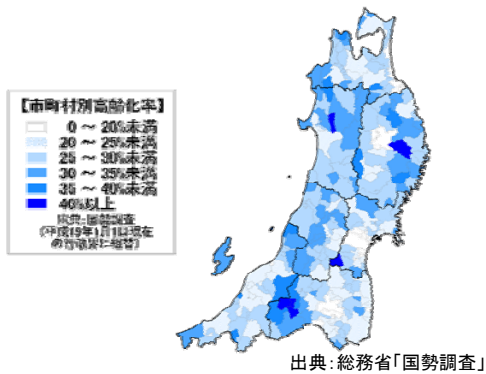 【市町村別高齢化率】
0 ～ 20%未満
20 ～ 25%未満
25 ～ 30%未満
30 ～ 35%未満
35 ～ 40%未満
40%以上
出典：国勢調査
出典：総務省「国勢調査」